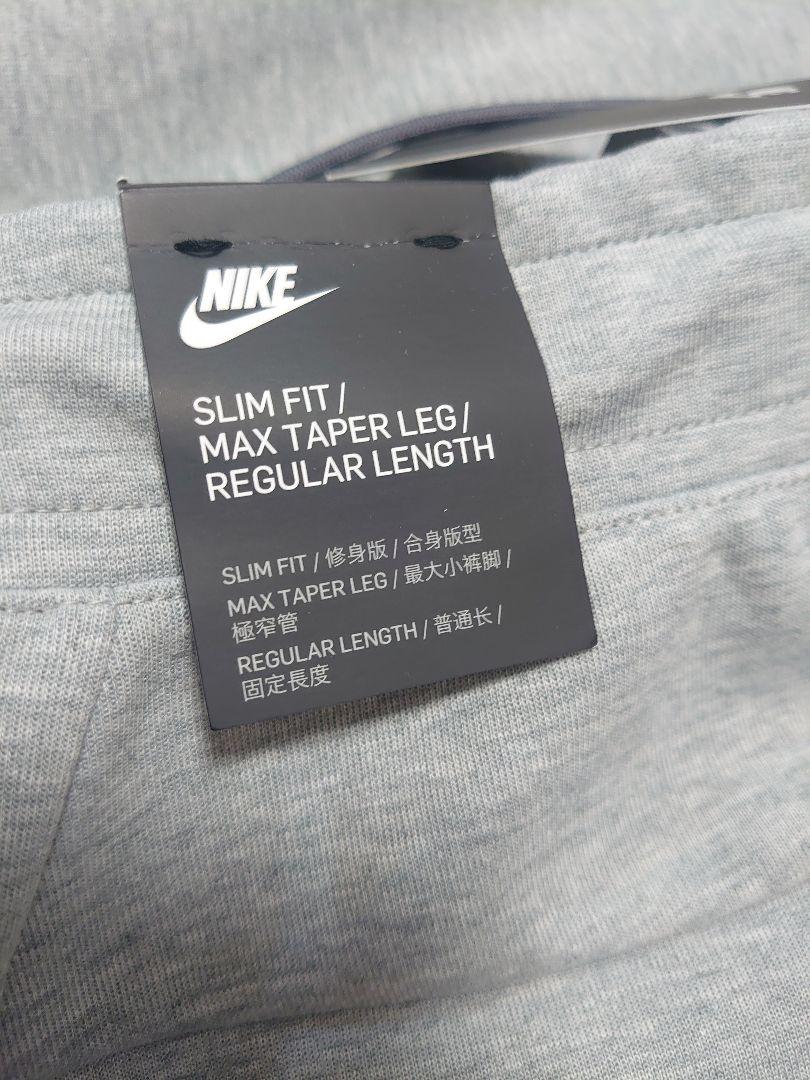 NIKE
SLIM FIT /
MAX TAPER LEG /
REGULAR LENGTH
SLIM FIT / 修身版 / 合身版型
MAX TAPER LEG / 最大小裤脚 /
極窄管
REGULAR LENGTH / 普通长 /
固定長度